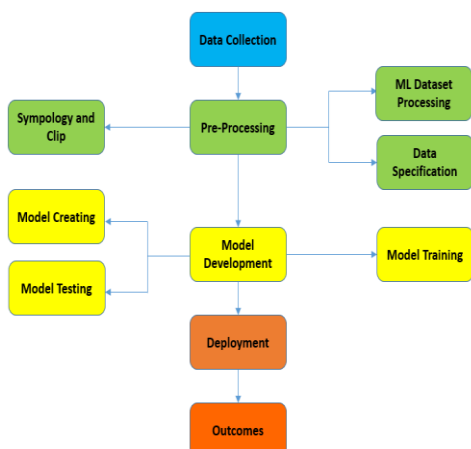 Data Collection
ML Dataset
Processing
Sympology and
Clip
Pre-Processing
Data
Specification
Model Creating
Model
Development
Model Training
Model Testing
Deployment
Outcomes